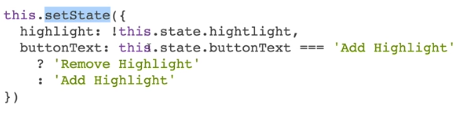 this.setState({
  highlight: !this.state.hightlight,
  buttonText: this.state.buttonText === 'Add Highlight'
    ? 'Remove Highlight'
    : 'Add Highlight'
})